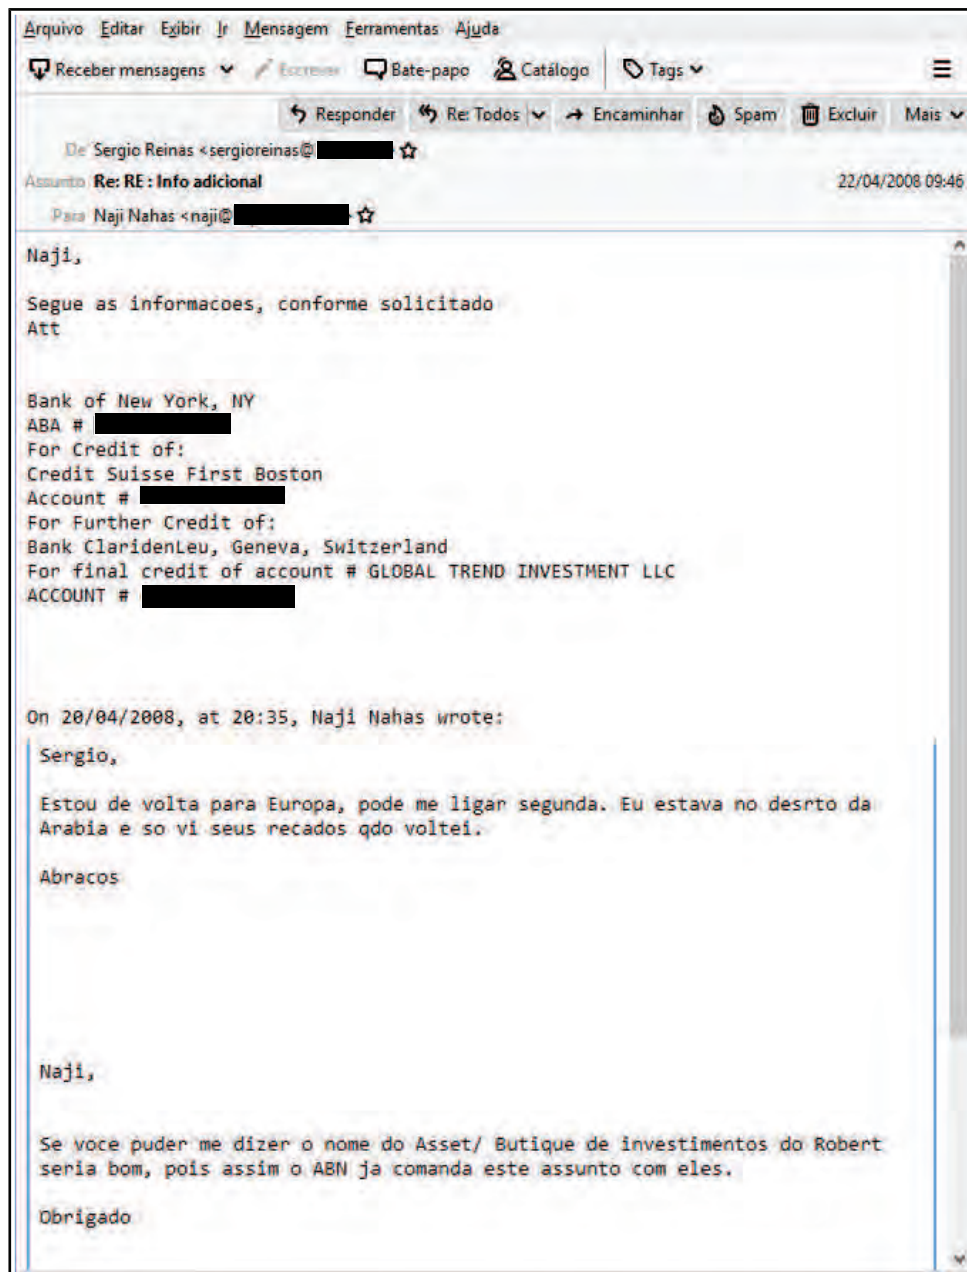 Arquivo Editar Exibir Ir Mensagem Ferramentas Ajuda
Receber mensagens Escrever Bate-papo Catálogo Tags
Responder Re: Todos Encaminhar Spam Excluir Mais
De Sergio Reinas <sergioreinas@
Assunto Re: RE : Info adicional 22/04/2008 09:46
Para Naji Nahas <naji@
Naji,
Segue as informacoes, conforme solicitado
Att
Bank of New York, NY
ABA #
For Credit of:
Credit Suisse First Boston
Account #
For Further Credit of:
Bank ClaridenLeu, Geneva, Switzerland
For final credit of account # GLOBAL TREND INVESTMENT LLC
ACCOUNT #
On 20/04/2008, at 20:35, Naji Nahas wrote:
Sergio,
Estou de volta para Europa, pode me ligar segunda. Eu estava no desrto da
Arabia e so vi seus recados qdo voltei.
Abracos
Naji,
Se voce puder me dizer o nome do Asset/ Butique de investimentos do Robert
seria bom, pois assim o ABN ja comanda este assunto com eles.
Obrigado